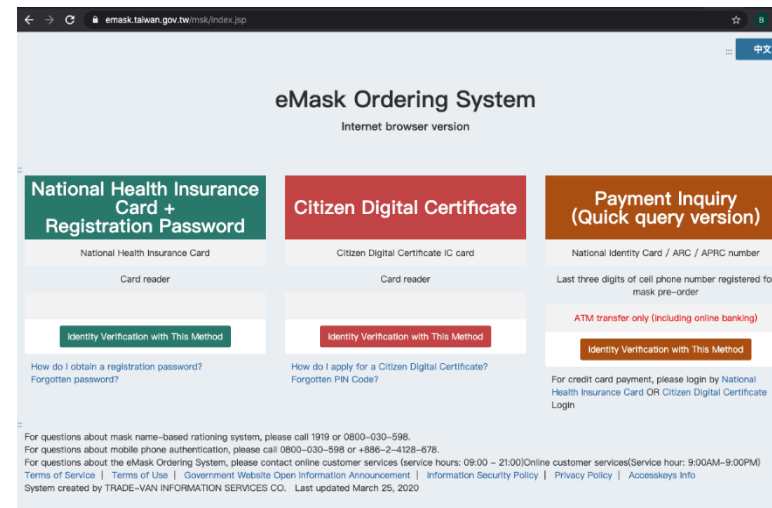 emask.taiwan.gov.tw/msk/index.jsp
B
中文
eMask Ordering System
Internet browser version
National Health Insurance
Card +
Registration Password
National Health Insurance Card
Card reader
Identity Verification with This Method
How do I obtain a registration password?
Forgotten password?
Citizen Digital Certificate
Citizen Digital Certificate IC card
Card reader
Identity Verification with This Method
How do I apply for a Citizen Digital Certificate?
Forgotten PIN Code?
Payment Inquiry
(Quick query version)
National Identity Card / ARC / APRC number
Last three digits of cell phone number registered fo
mask pre-order
ATM transfer only (including online banking)
Identity Verification with This Method
For credit card payment, please login by National
Health Insurance Card OR Citizen Digital Certificate
Login
For questions about mask name-based rationing system, please call 1919 or 0800-030-598.
For questions about mobile phone authentication, please call 0800-030-598 or +886-2-4128-678.
For questions about the eMask Ordering System, please contact online customer services (service hours: 09:00 - 21:00)Online customer services(Service hour: 9:00AM-9:00PM)
Terms of Service | Terms of Use | Government Website Open Information Announcement | Information Security Policy | Privacy Policy | Accesskeys Info
System created by TRADE-VAN INFORMATION SERVICES CO. Last updated March 25, 2020